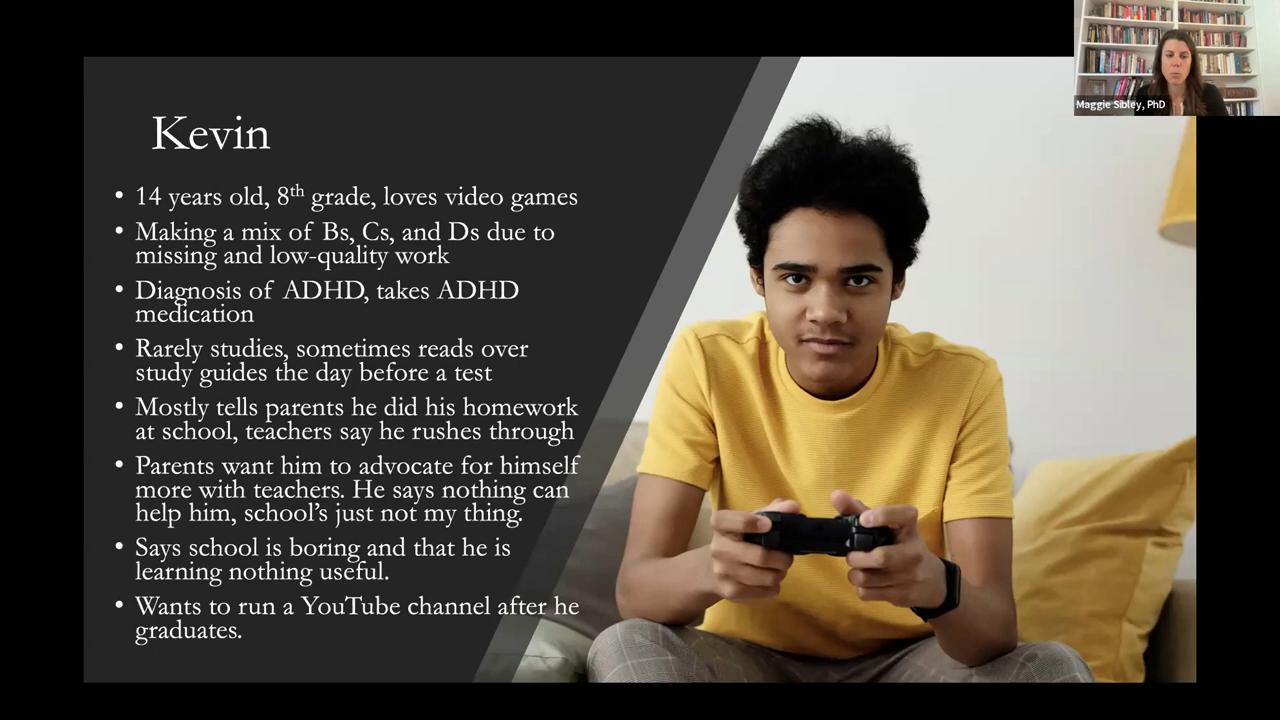 Maggie Sibley, PhD
Kevin
• 14 years old, 8th grade, loves video games
• Making a mix of Bs, Cs, and Ds due to
missing and low-quality work
• Diagnosis of ADHD, takes ADHD
medication
• Rarely studies, sometimes reads over
study guides the day before a test
• Mostly tells parents he did his homework
at school, teachers say he rushes through
• Parents want him to advocate for himself
more with teachers. He says nothing can
help him, school's just not my thing.
• Says school is boring and that he is
learning nothing useful.
• Wants to run a YouTube channel after he
graduates.